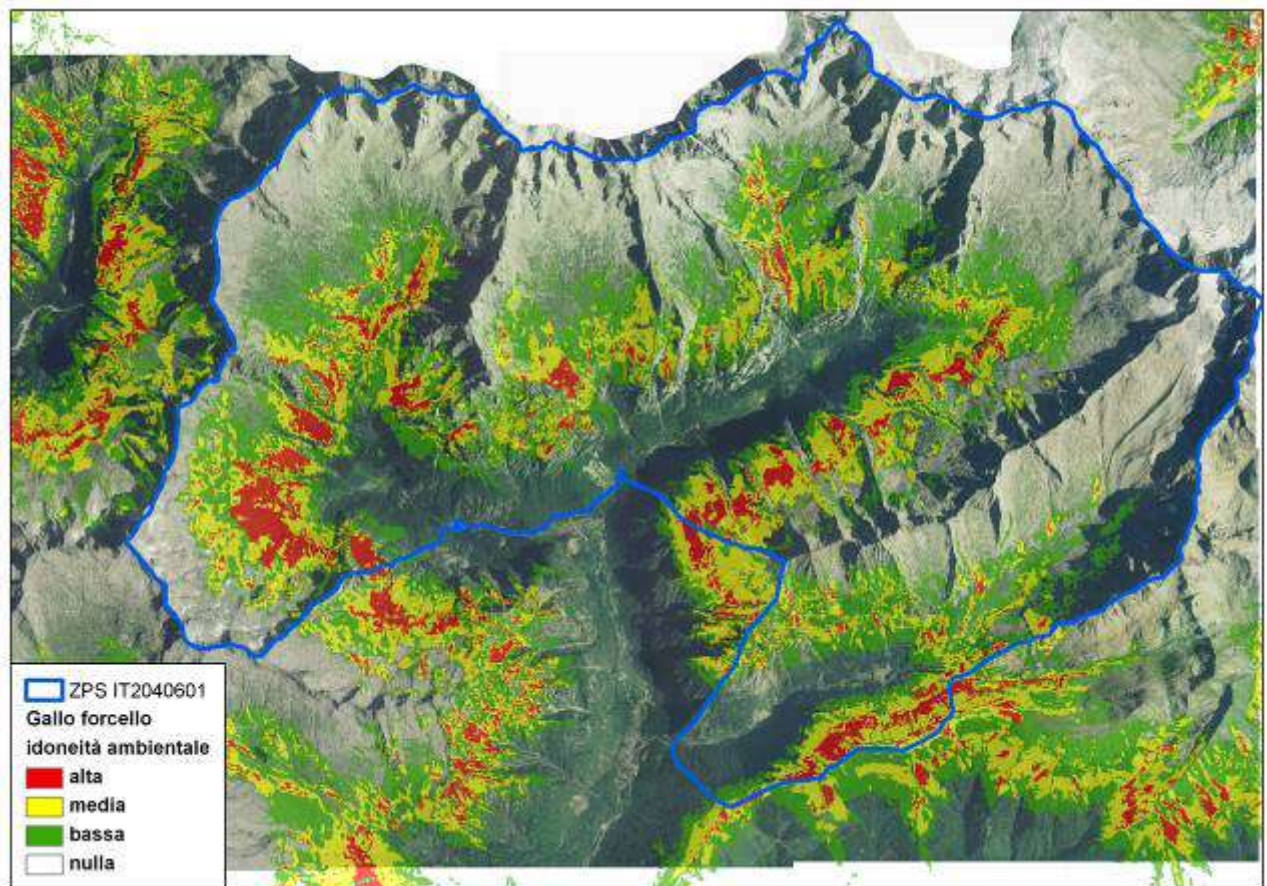 ZPS IT2040601
Gallo forcello
idoneità ambientale
alta
media
bassa
nulla